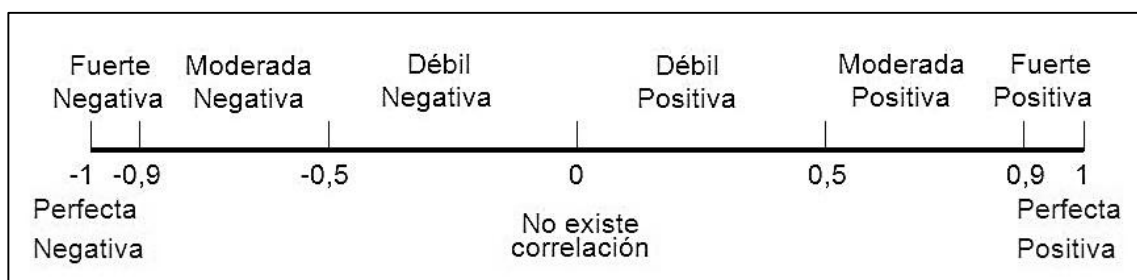 Fuerte Negativa
Moderada Negativa
Débil Negativa
Débil Positiva
Moderada Positiva
Fuerte Positiva
-1 -0,9 -0,5 0 0,5 0,9 1
Perfecta Negativa
No existe correlación
Perfecta Positiva